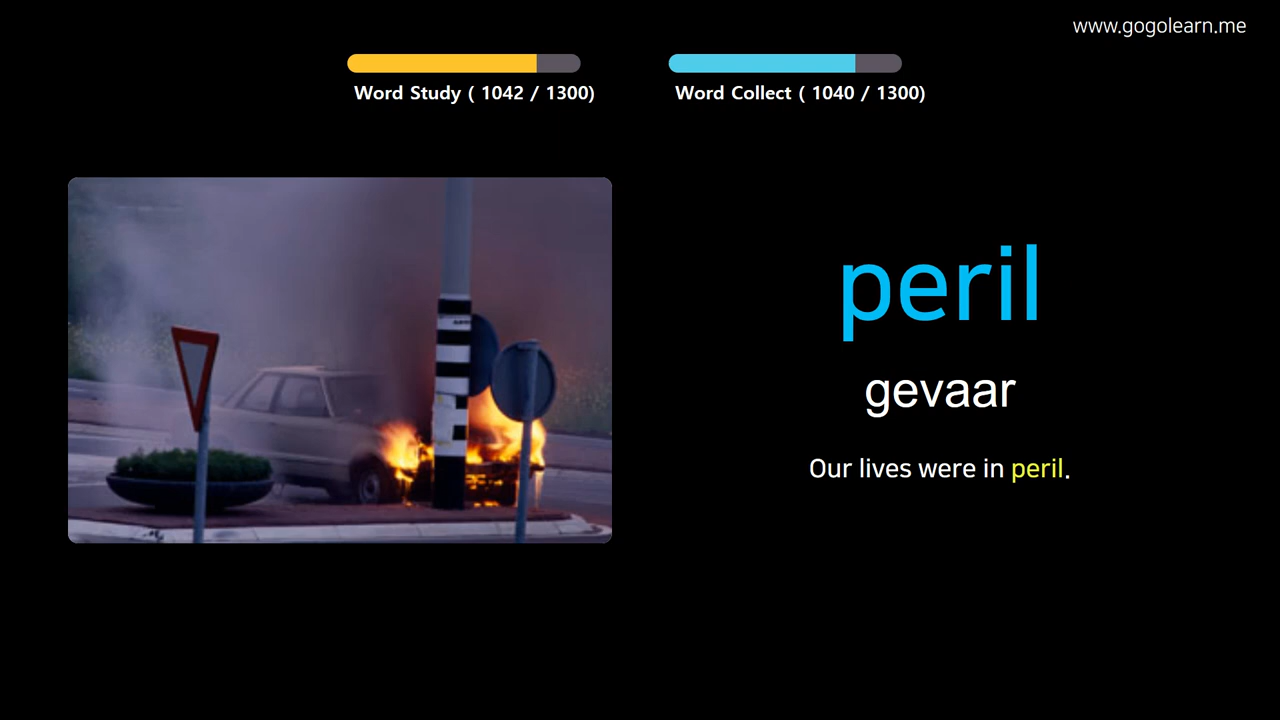 www.gogolearn.me
Word Study ( 1042 / 1300)
Word Collect ( 1040 / 1300)
peril
gevaar
Our lives were in peril.